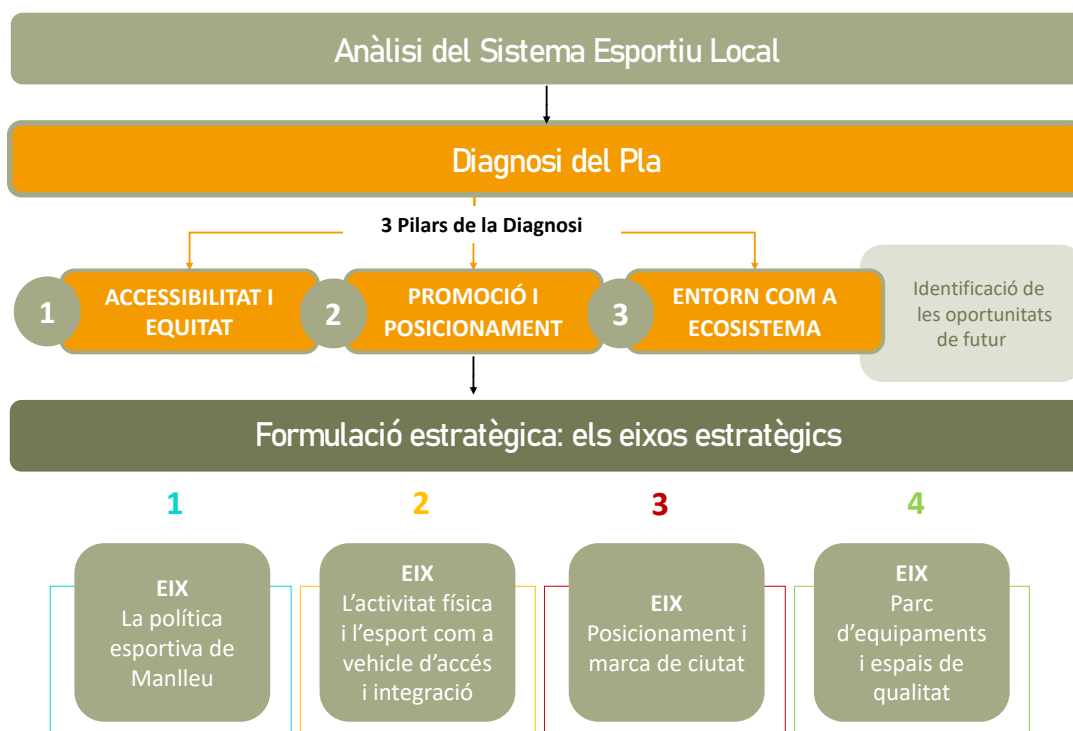 Anàlisi del Sistema Esportiu Local
Diagnosi del Pla
3 Pilars de la Diagnosi
1
ACCESSIBILITAT I
EQUITAT
2
PROMOCIÓ I
POSICIONAMENT
3
ENTORN COM A
ECOSISTEMA
Identificació de
les oportunitats
de futur
Formulació estratègica: els eixos estratègics
1
2
3
4
EIX
La política
esportiva de
Manlleu
EIX
L’activitat física
i l’esport com a
vehicle d’accés
i integració
EIX
Posicionament i
marca de ciutat
EIX
Parc
d’equipaments
i espais de
qualitat